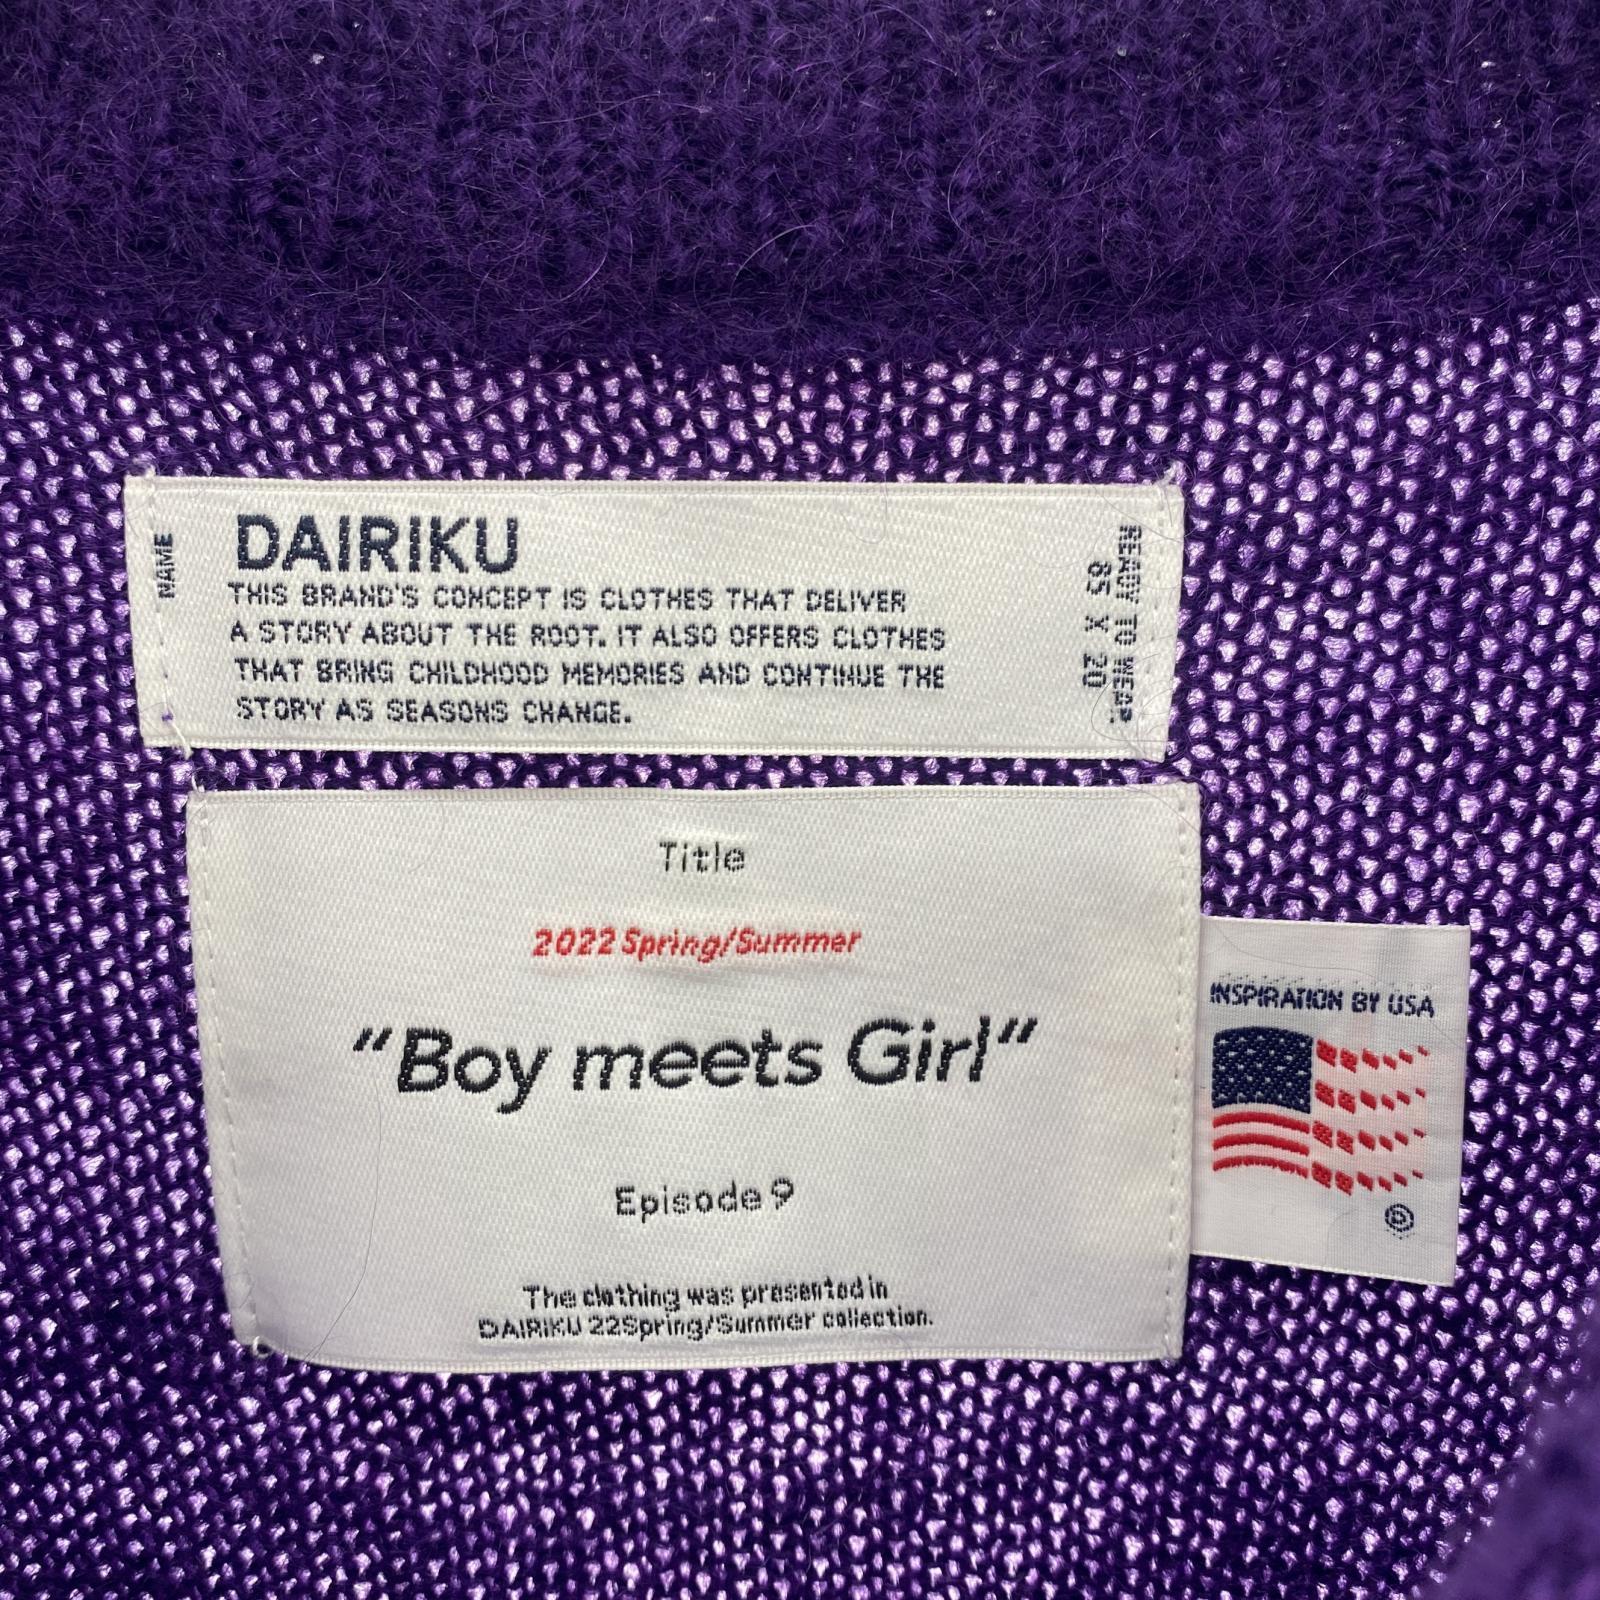 NAME
DAIRIKU
THIS BRAND'S CONCEPT IS CLOTHES THAT DELIVER
A STORY ABOUT THE ROOT. IT ALSO OFFERS CLOTHES
THAT BRING CHILDHOOD MEMORIES AND CONTINUE THE
STORY AS SEASONS CHANGE.
READY TO WEAR.
65 X 20
Title
2022 Spring/Summer
"Boy meets Girl"
Episode 9
The clothing was presented in
DAIRIKU 22Spring/Summer collection.
INSPIRATION BY USA